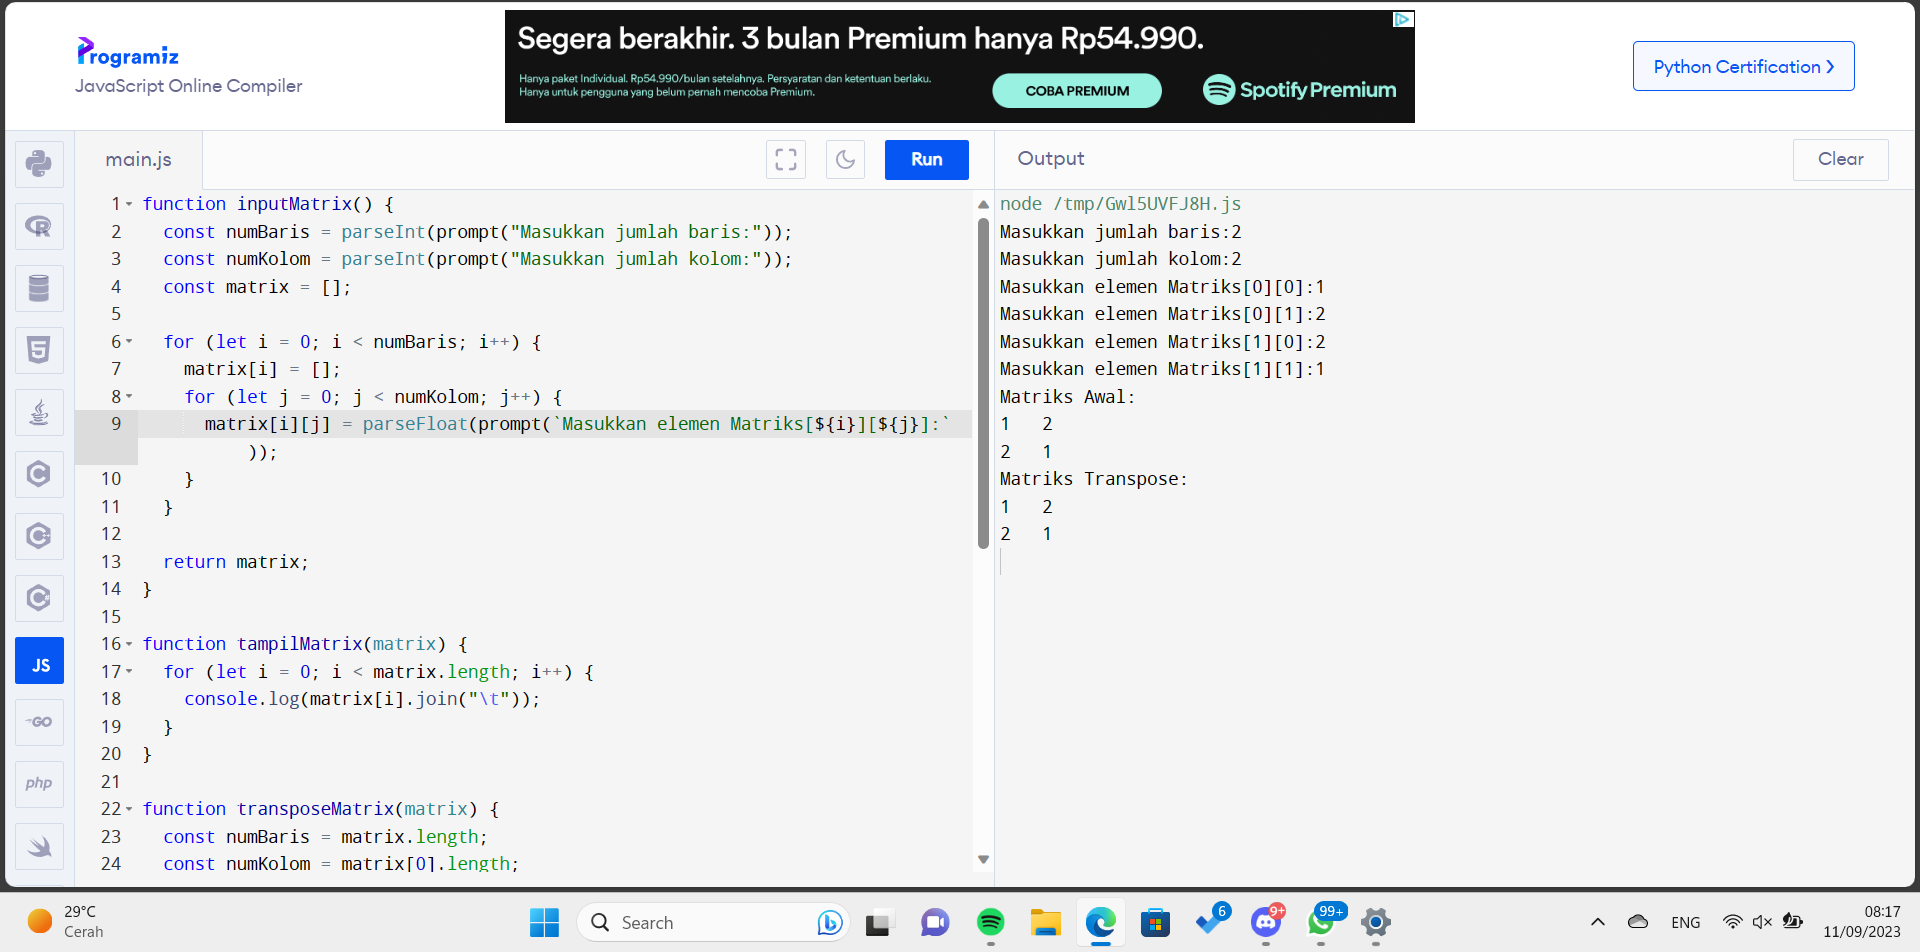 Programiz
JavaScript Online Compiler
Segera berakhir. 3 bulan Premium hanya Rp54.990.
Hanya paket Individual. Rp54.990/bulan setelahnya. Persyaratan dan ketentuan berlaku.
Hanya untuk pengguna yang belum pernah mencoba Premium.
COBA PREMIUM
Spotify Premium
Python Certification ›
main.js
Run
Output
Clear
1 function inputMatrix() {
2   const numBaris = parseInt(prompt("Masukkan jumlah baris:"));
3   const numKolom = parseInt(prompt("Masukkan jumlah kolom:"));
4   const matrix = [];
5
6   for (let i = 0; i < numBaris; i++) {
7     matrix[i] = [];
8     for (let j = 0; j < numKolom; j++) {
9       matrix[i][j] = parseFloat(prompt(`Masukkan elemen Matriks[${i}][${j}]:`
));
10     }
11   }
12
13   return matrix;
14 }
15
16 function tampilMatrix(matrix) {
17   for (let i = 0; i < matrix.length; i++) {
18     console.log(matrix[i].join("\t"));
19   }
20 }
21
22 function transposeMatrix(matrix) {
23   const numBaris = matrix.length;
24   const numKolom = matrix[0].length;
node /tmp/Gwl5UVFJ8H.js
Masukkan jumlah baris:2
Masukkan jumlah kolom:2
Masukkan elemen Matriks[0][0]:1
Masukkan elemen Matriks[0][1]:2
Masukkan elemen Matriks[1][0]:2
Masukkan elemen Matriks[1][1]:1
Matriks Awal:
1   2
2   1
Matriks Transpose:
1   2
2   1
R
5
C
C++
C#
JS
GO
php
29°C
Cerah
Search
6
9+
99+
ENG
08:17
11/09/2023